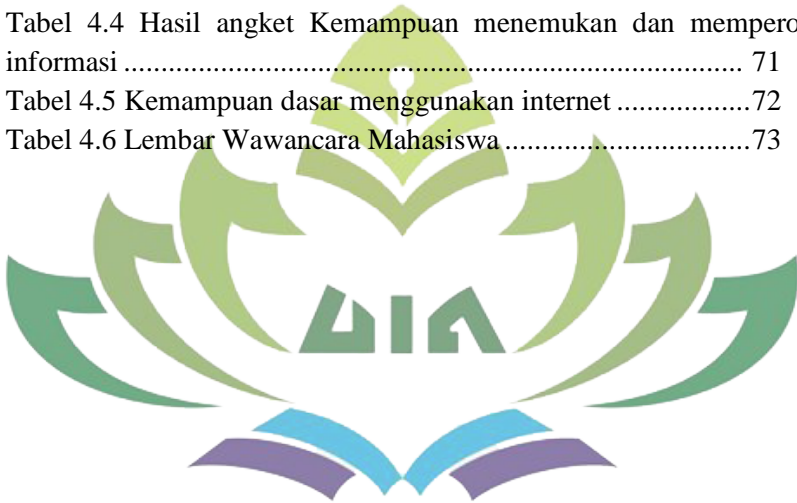 Tabel 4.4 Hasil angket Kemampuan menemukan dan mempero
informasi ........................................................................ 71
Tabel 4.5 Kemampuan dasar menggunakan internet ..................72
Tabel 4.6 Lembar Wawancara Mahasiswa ................................73
UIN